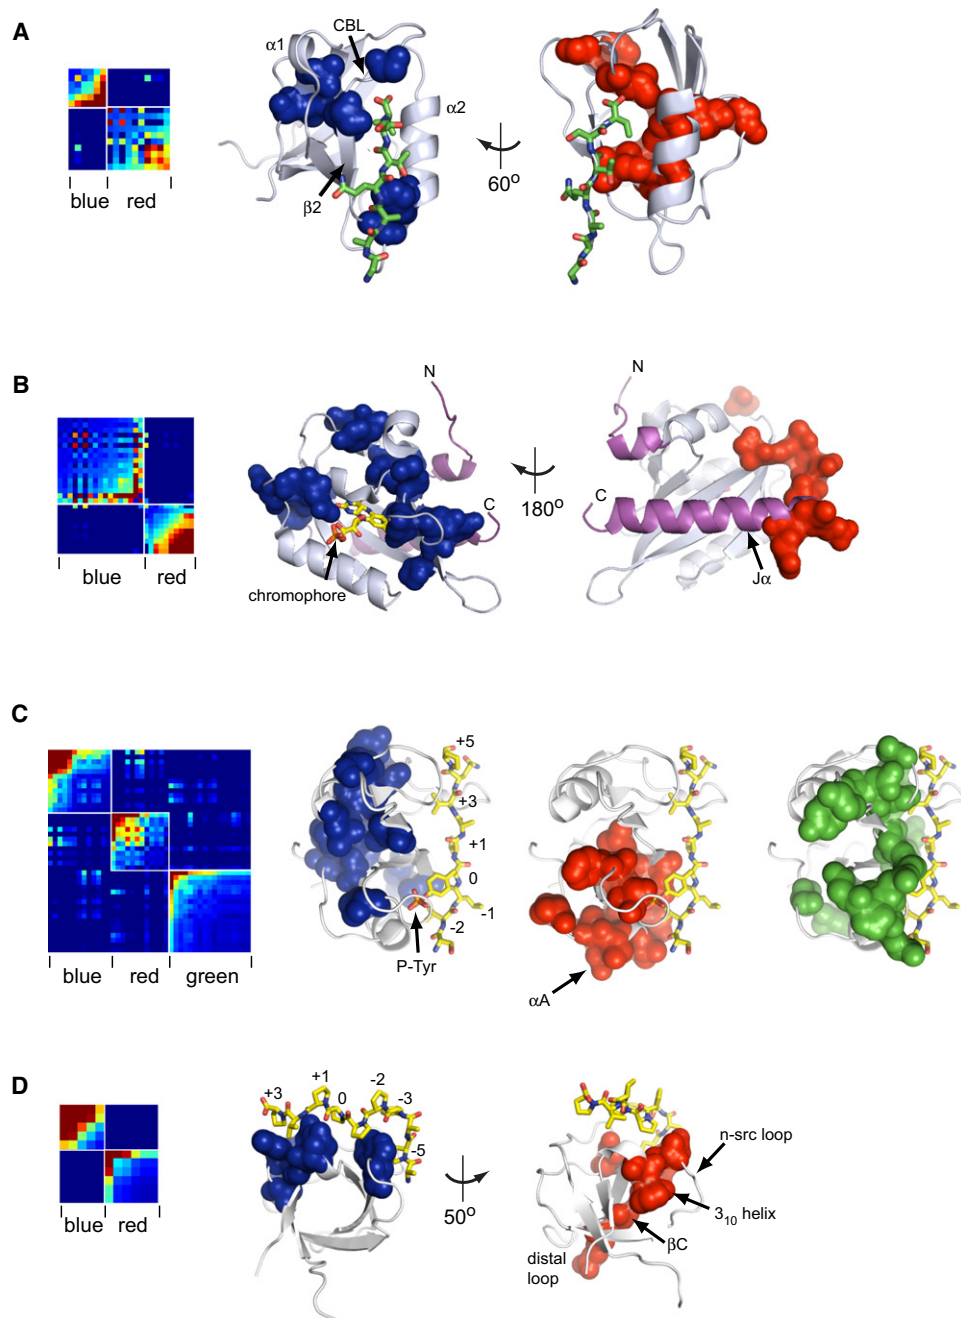 A
CBL
α1
α2
β2
60°
blue red
B
N
N
C
C
180°
chromophore
Jα
blue red
C
+5
+3
+1
0
-1
-2
P-Tyr
αA
blue red green
D
+3
+1
0
-2
-3
-5
50°
n-src loop
3₁₀ helix
βC
distal
loop
blue red